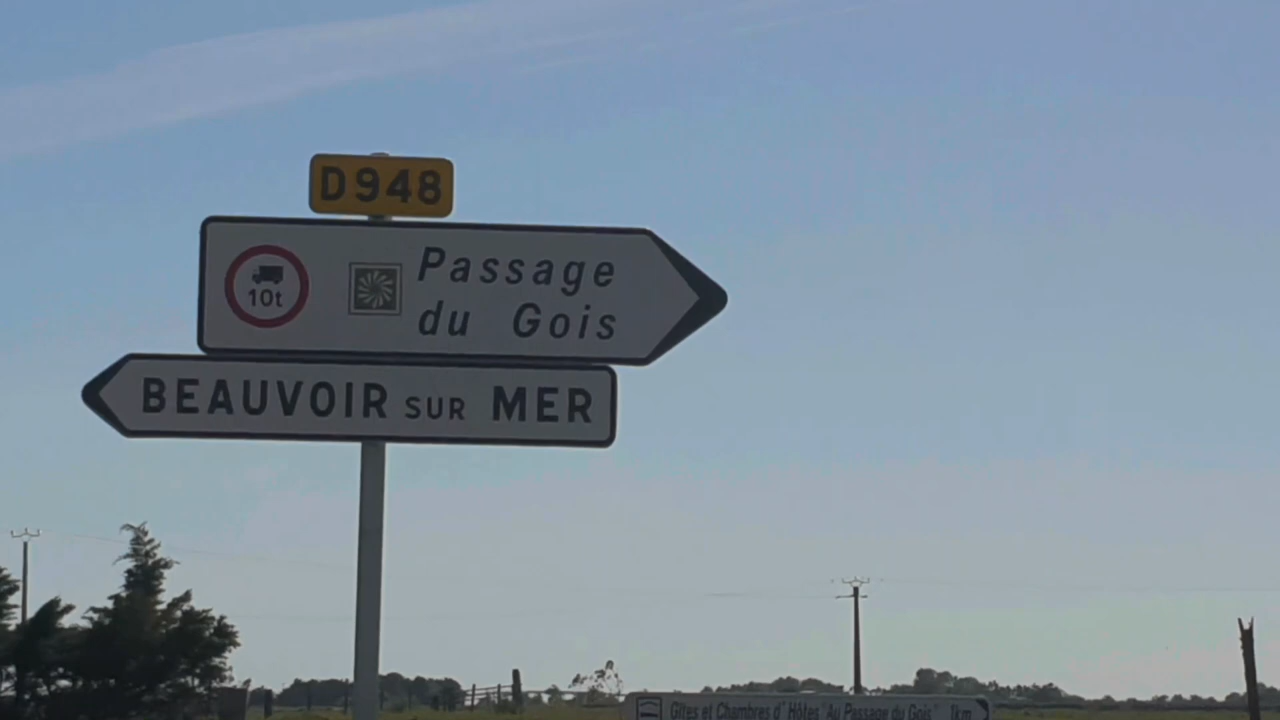 D948
10t
Passage
du Gois
BEAUVOIR SUR MER
Gîtes et Chambres d'Hôtes "Au Passage du Gois" 1km